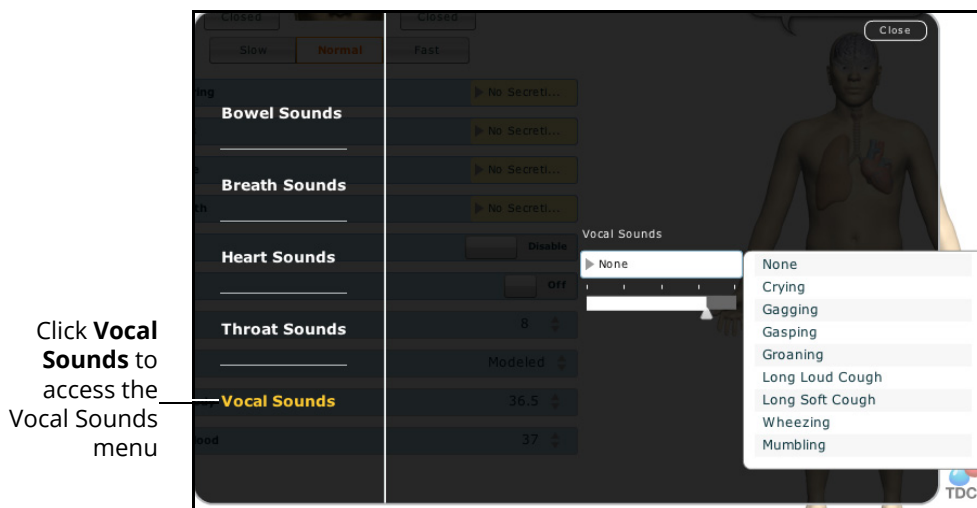 Closed
Closed
Close
Slow
Normal
Fast
No Secreti...
Bowel Sounds
No Secreti...
No Secreti...
Breath Sounds
No Secreti...
Vocal Sounds
Disable
Heart Sounds
None
None
Off
Crying
Gagging
Throat Sounds
8
Gasping
Groaning
Modeled
Long Loud Cough
Vocal Sounds
36.5
Long Soft Cough
Wheezing
37
Mumbling
Click Vocal
Sounds to
access the
Vocal Sounds
menu
TDC